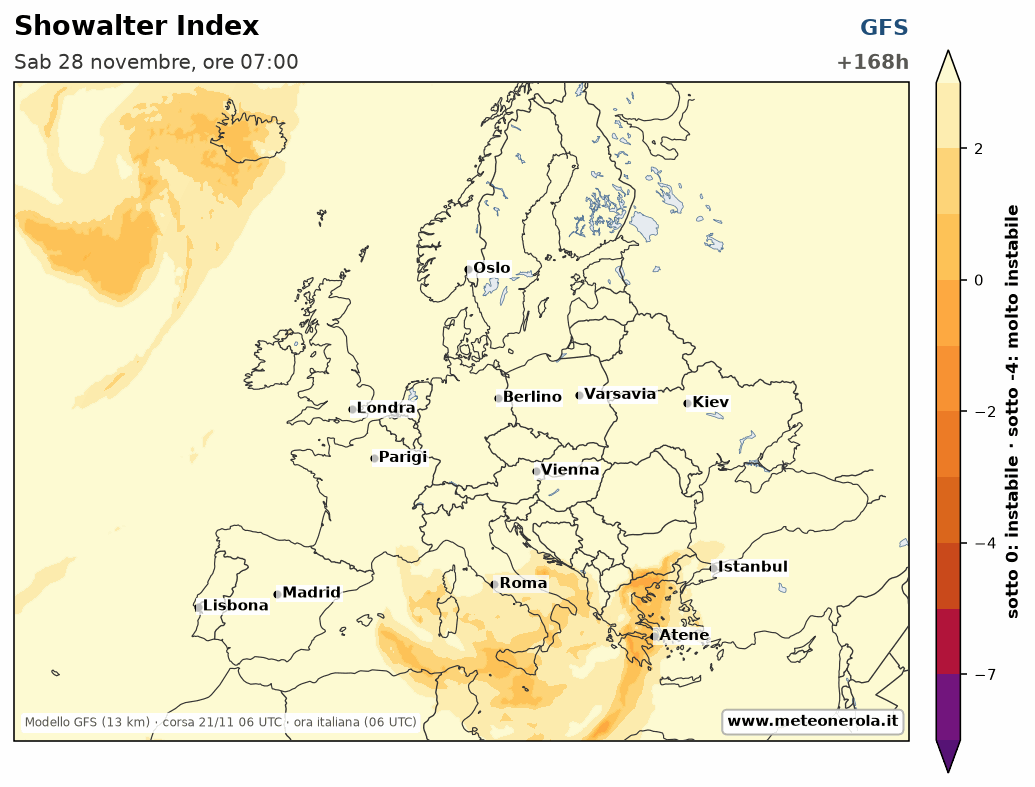 Showalter Index
GFS
Sab 28 novembre, ore 07:00
+168h
Oslo
Londra
Berlino
Varsavia
Kiev
Parigi
Vienna
Istanbul
Roma
Madrid
Lisbona
Atene
Modello GFS (13 km) · corsa 21/11 06 UTC · ora italiana (06 UTC)
www.meteonerola.it
2
0
−2
−4
−7
sotto 0: instabile · sotto -4: molto instabile